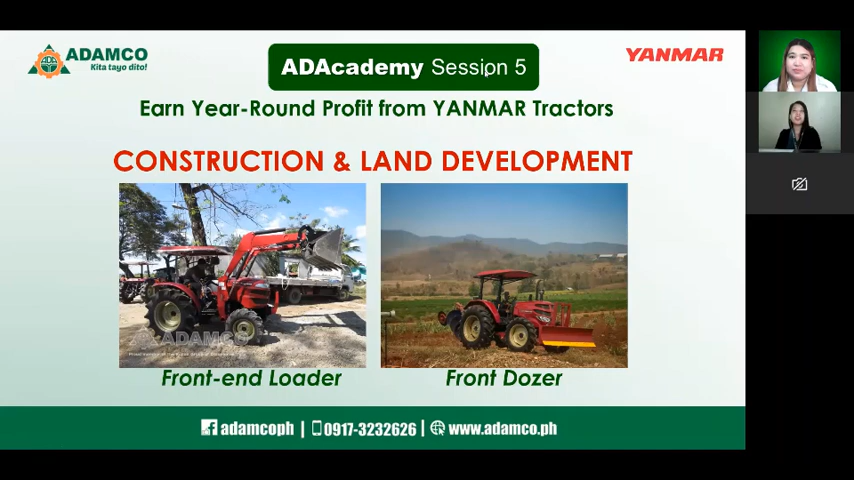 ADAMCO
Kita tayo dito!
ADAcademy Session 5
YANMAR
Earn Year-Round Profit from YANMAR Tractors
CONSTRUCTION & LAND DEVELOPMENT
ADAMCO
Front-end Loader
Front Dozer
adamcoph | 0917-3232626 | www.adamco.ph